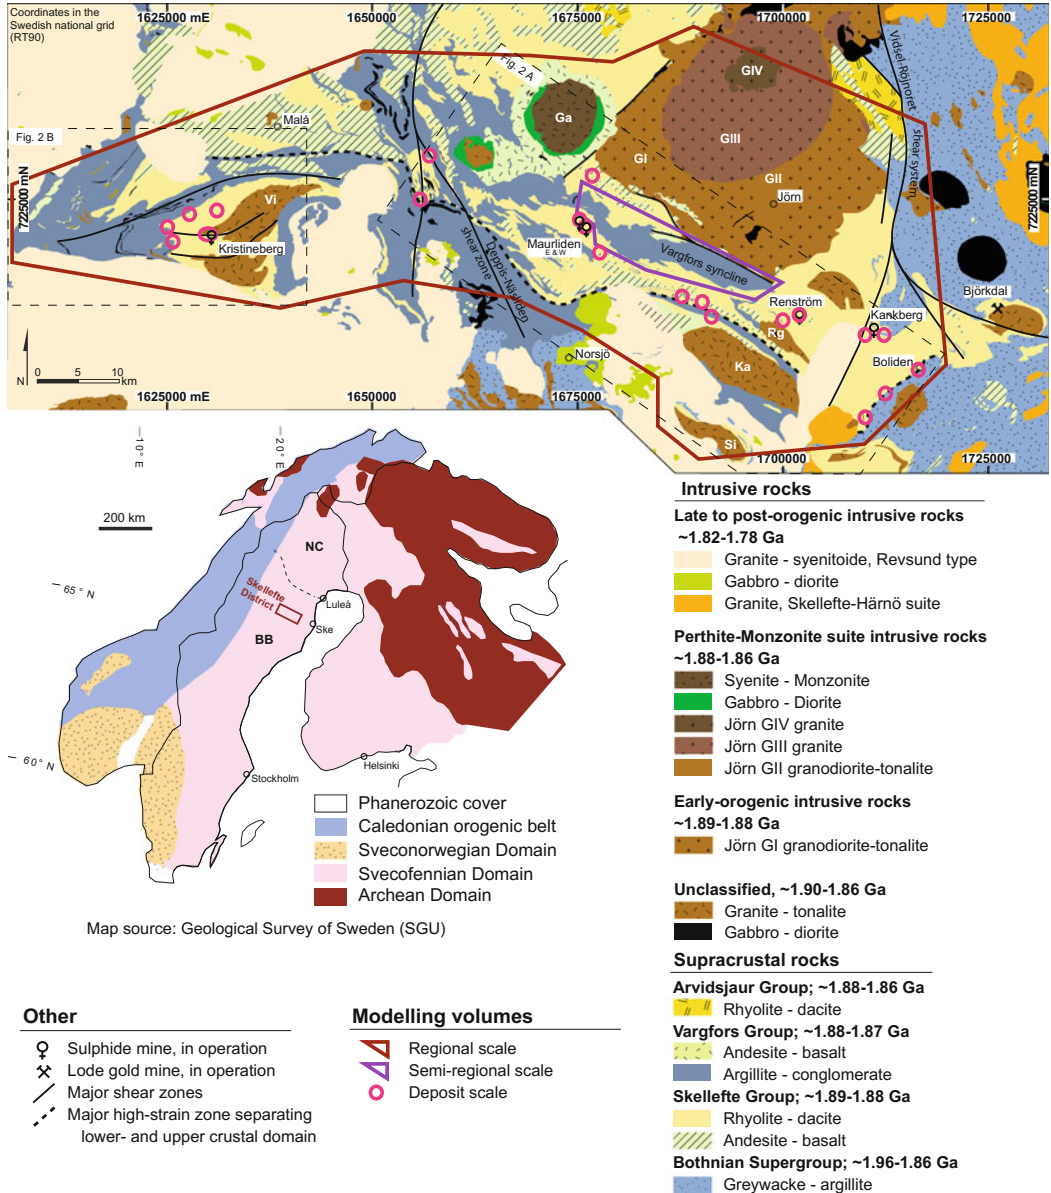 Coordinates in the
Swedish national grid
(RT90)
1625000 mE
1650000
1675000
1700000
1725000
Fig. 2 A
Vidsel-Röjnoret
shear system
GIV
Malå
Ga
GIII
Fig. 2 B
GI
GII
7225000 mN
Vi
Jörn
7225000 mN
Kristineberg
Maurliden
E & W
Deppis-Näsliden
shear zone
Vargfors syncline
Björkdal
Renström
Kankberg
Rg
N
0 5 10
km
Norsjö
Ka
Boliden
1625000 mE
1650000
1675000
Si
1700000
1725000
10° E
20° E
200 km
NC
65° N
Skellefte
District
Luleå
Ske
BB
60° N
Stockholm
Helsinki
Phanerozoic cover
Caledonian orogenic belt
Sveconorwegian Domain
Svecofennian Domain
Archean Domain
Map source: Geological Survey of Sweden (SGU)
Other
Sulphide mine, in operation
Lode gold mine, in operation
Major shear zones
Major high-strain zone separating
lower- and upper crustal domain
Modelling volumes
Regional scale
Semi-regional scale
Deposit scale
Intrusive rocks
Late to post-orogenic intrusive rocks
~1.82-1.78 Ga
Granite - syenitoide, Revsund type
Gabbro - diorite
Granite, Skellefte-Härnö suite
Perthite-Monzonite suite intrusive rocks
~1.88-1.86 Ga
Syenite - Monzonite
Gabbro - Diorite
Jörn GIV granite
Jörn GIII granite
Jörn GII granodiorite-tonalite
Early-orogenic intrusive rocks
~1.89-1.88 Ga
Jörn GI granodiorite-tonalite
Unclassified, ~1.90-1.86 Ga
Granite - tonalite
Gabbro - diorite
Supracrustal rocks
Arvidsjaur Group; ~1.88-1.86 Ga
Rhyolite - dacite
Vargfors Group; ~1.88-1.87 Ga
Andesite - basalt
Argillite - conglomerate
Skellefte Group; ~1.89-1.88 Ga
Rhyolite - dacite
Andesite - basalt
Bothnian Supergroup; ~1.96-1.86 Ga
Greywacke - argillite